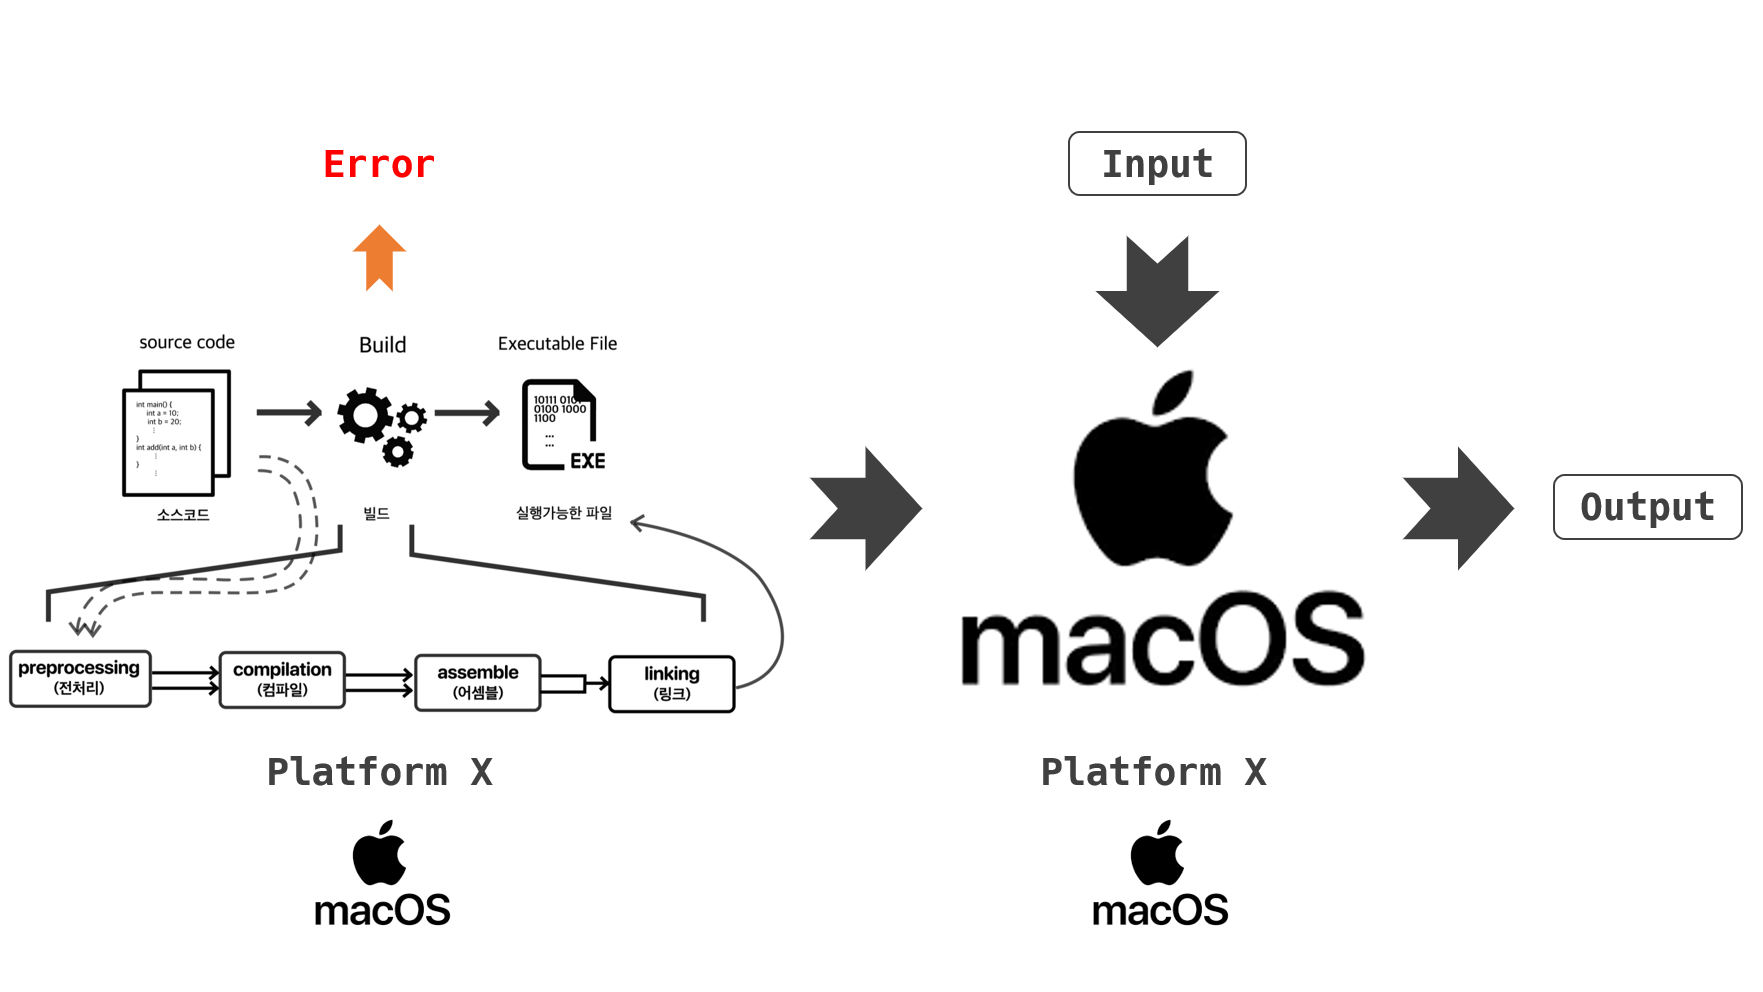 Error
source code
Build
Executable File
int main() {
int a = 10;
int b = 20;
⋮
}
int add(int a, int b) {
⋮
}
⋮
10111 0101
0100 1000
1100
...
...
EXE
소스코드
빌드
실행가능한 파일
preprocessing
(전처리)
compilation
(컴파일)
assemble
(어셈블)
linking
(링크)
Platform X
macOS
Input
macOS
Platform X
macOS
Output